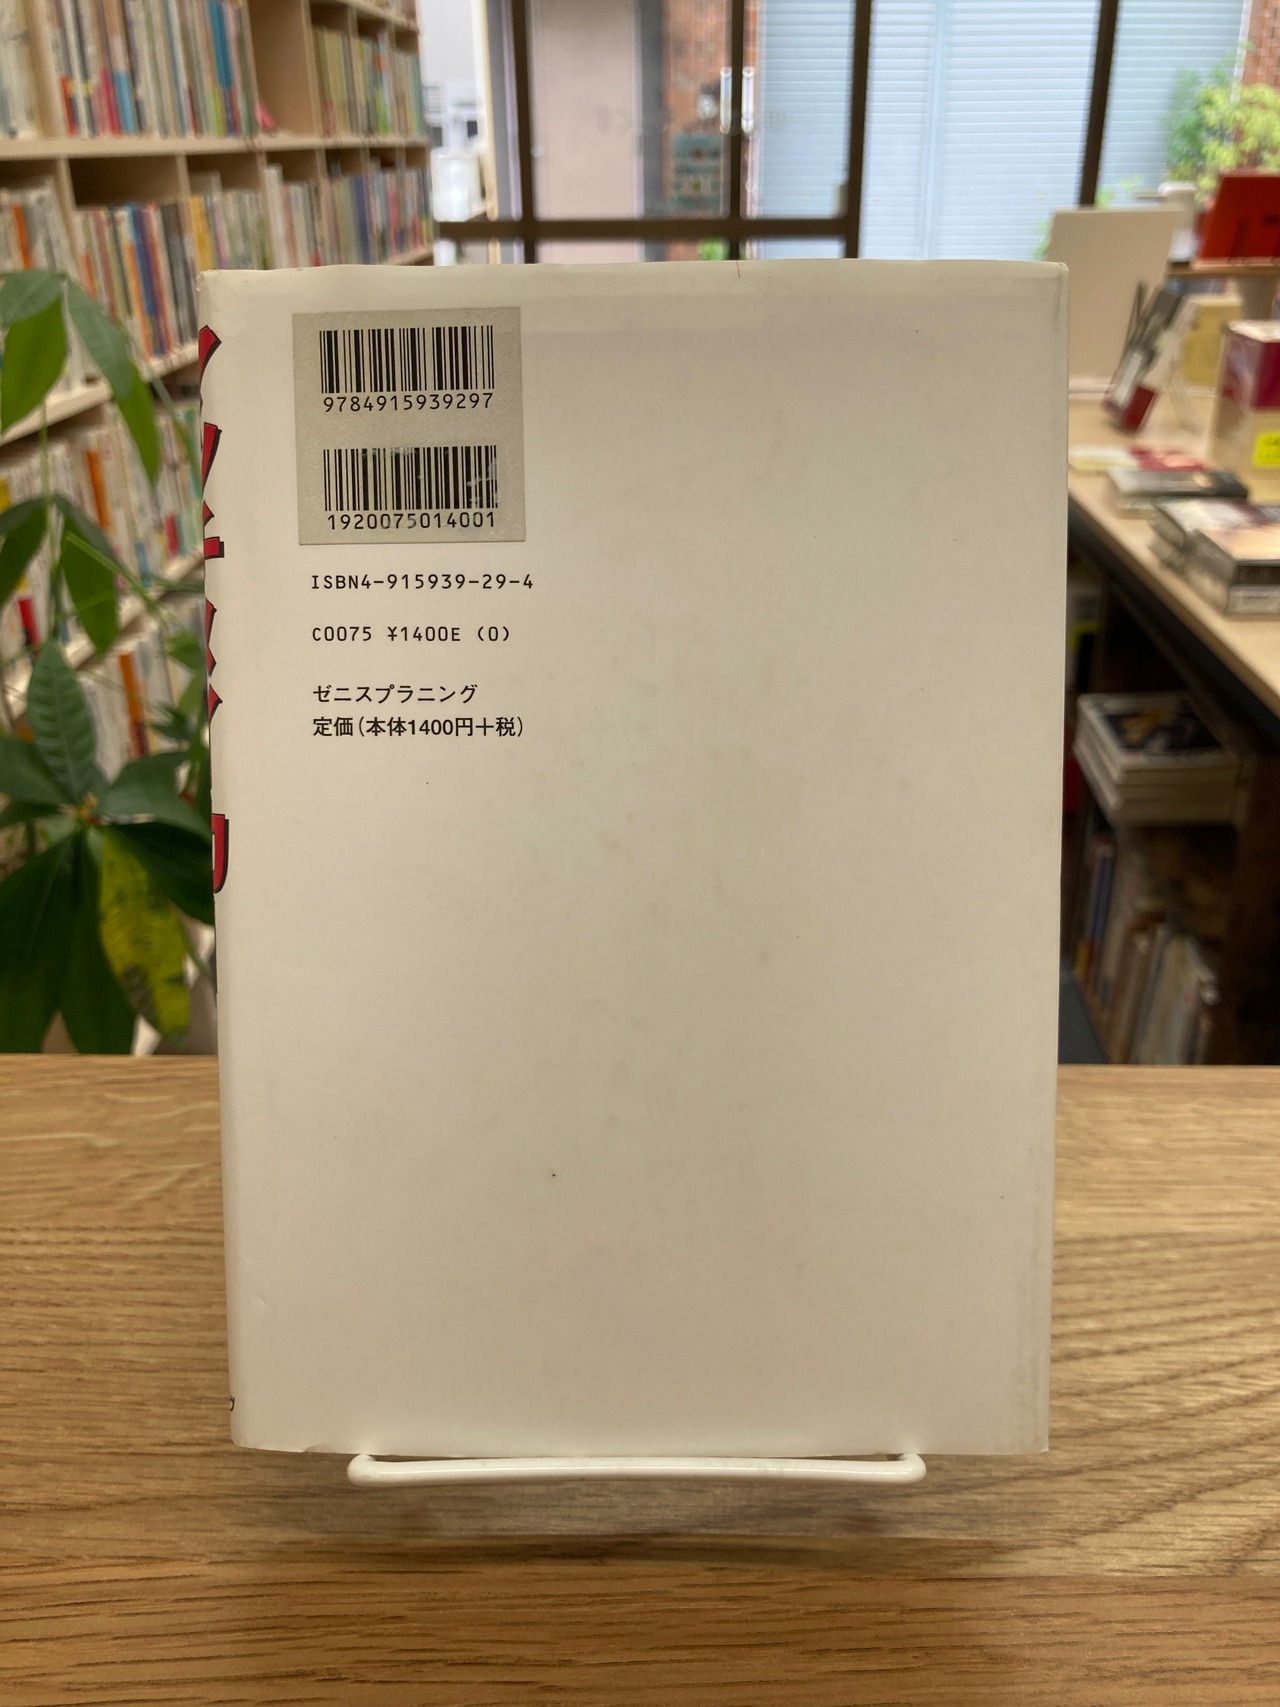 9784915939297
1920075014001
ISBN4-915939-29-4
C0075 ¥1400E (0)
ゼニスプラニング
定価(本体1400円+税)